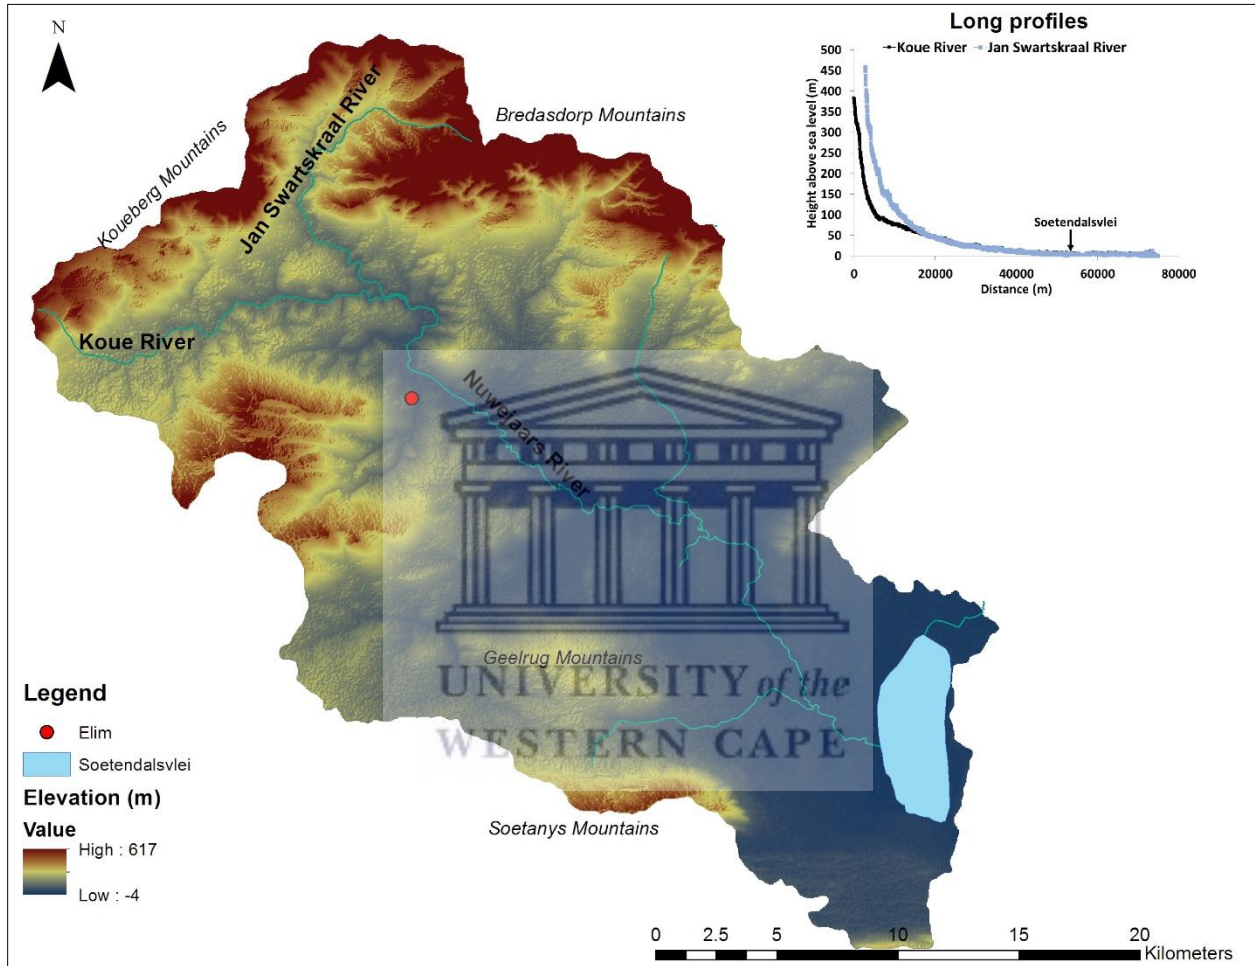 N
Long profiles
Koue River
Jan Swartskraal River
Height above sea level (m)
500
450
400
350
300
250
200
150
100
50
0
Soetendalsvlei
0
20000
40000
60000
80000
Distance (m)
Bredasdorp Mountains
Koueberg Mountains
Jan Swartskraal River
Koue River
Nuwejaars River
Geelrug Mountains
UNIVERSITY of the
WESTERN CAPE
Soetanys Mountains
Legend
Elim
Soetendalsvlei
Elevation (m)
Value
High : 617
Low : -4
0 2.5 5 10 15 20
Kilometers